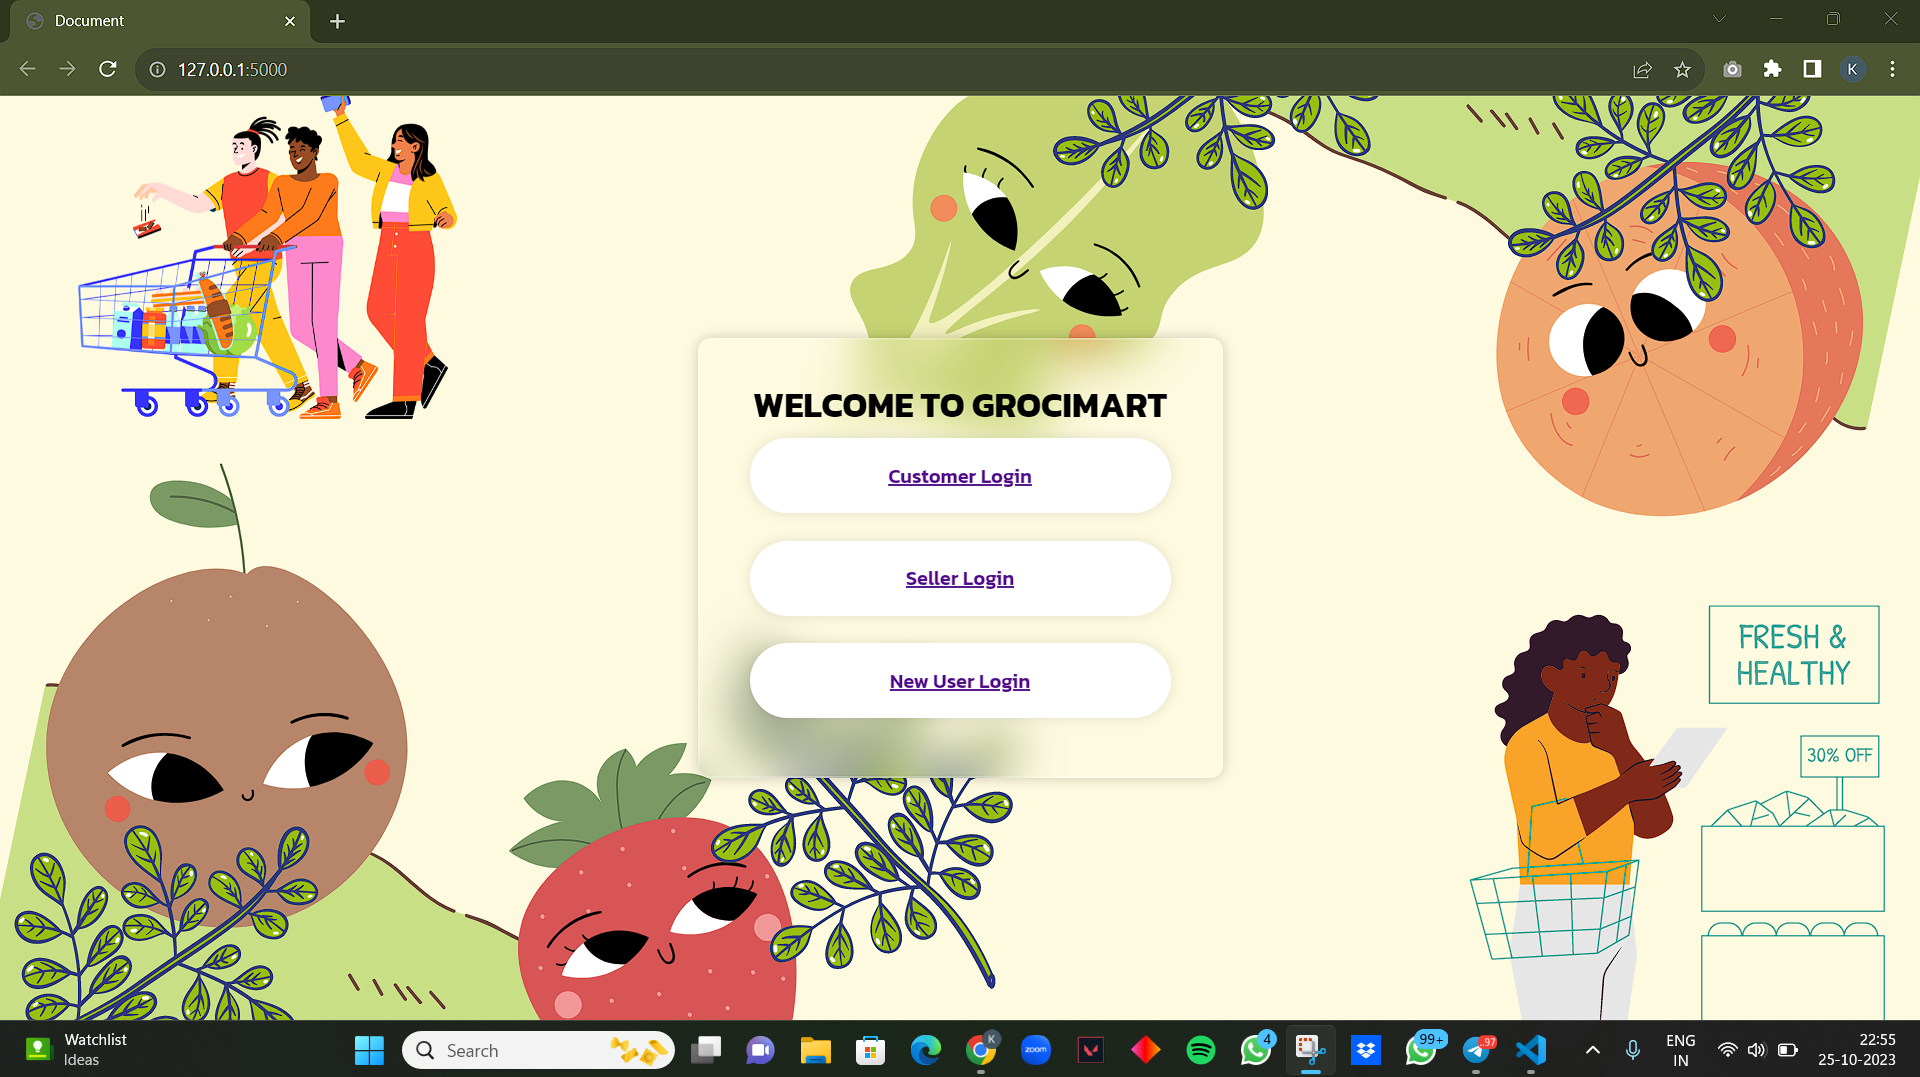 Document
127.0.0.1:5000
K
WELCOME TO GROCIMART
Customer Login
Seller Login
New User Login
FRESH &
HEALTHY
30% OFF
Watchlist
Ideas
Search
K
zoom
4
99+
97
ENG
IN
22:55
25-10-2023